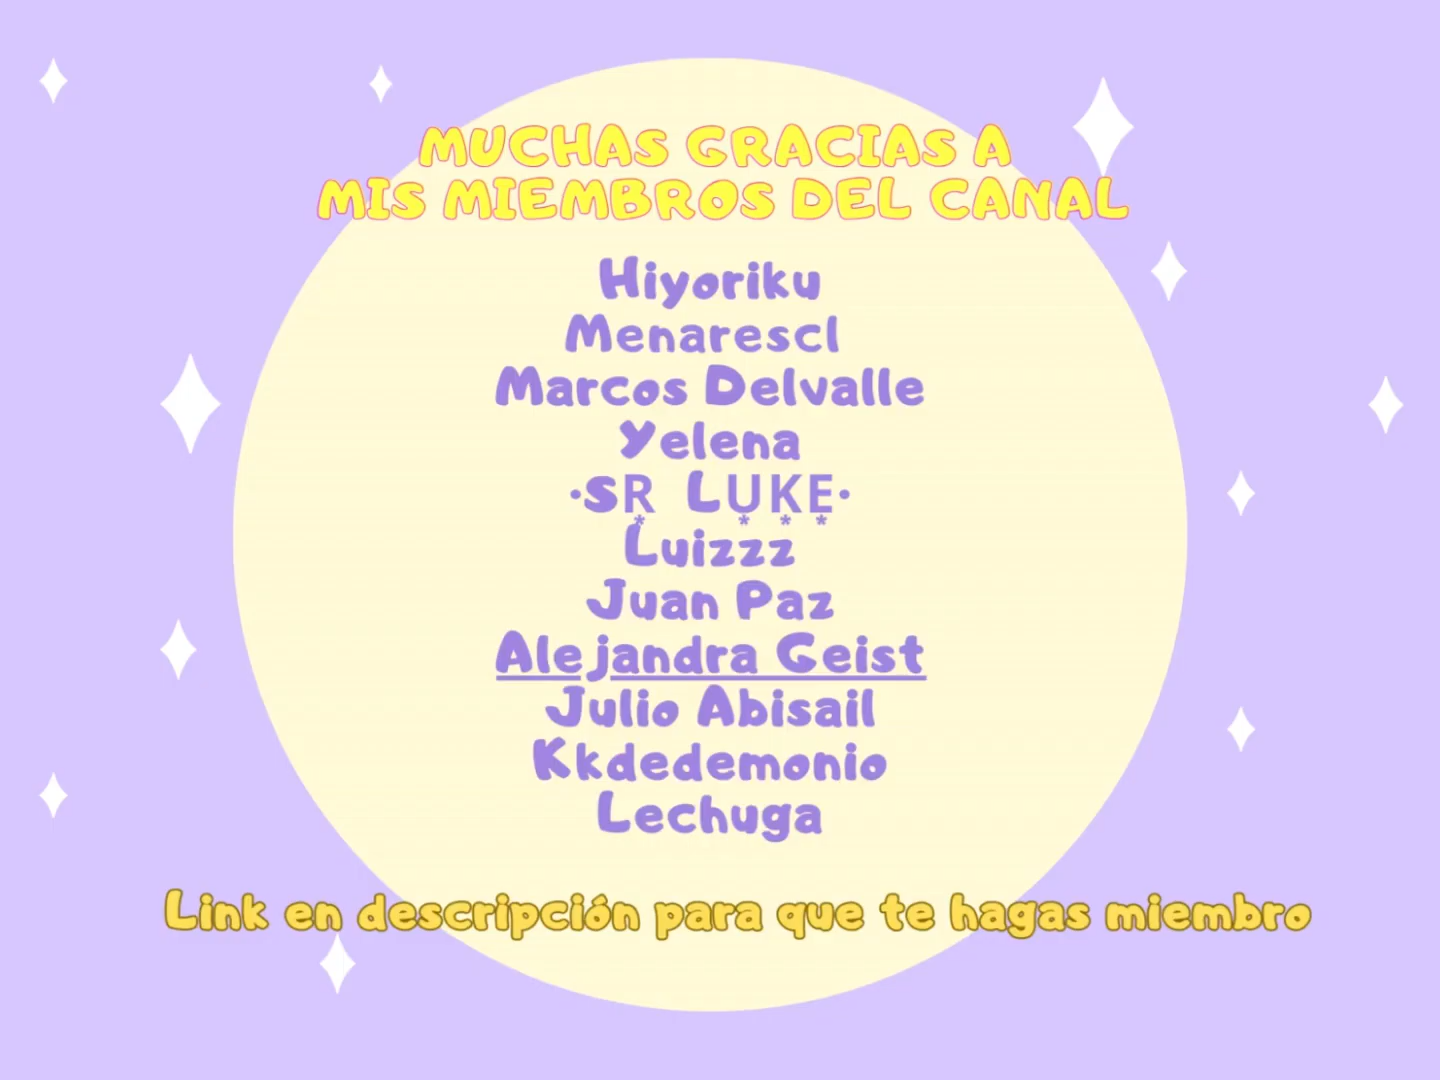 MUCHAS GRACIAS A
MIS MIEMBROS DEL CANAL
Hiyoriku
Menarescl
Marcos Delvalle
Yelena
·SR͙ LU͙K͙E͙·
Luizzz
Juan Paz
Alejandra Geist
Julio Abisail
Kkdedemonio
Lechuga
Link en descripción para que te hagas miembro